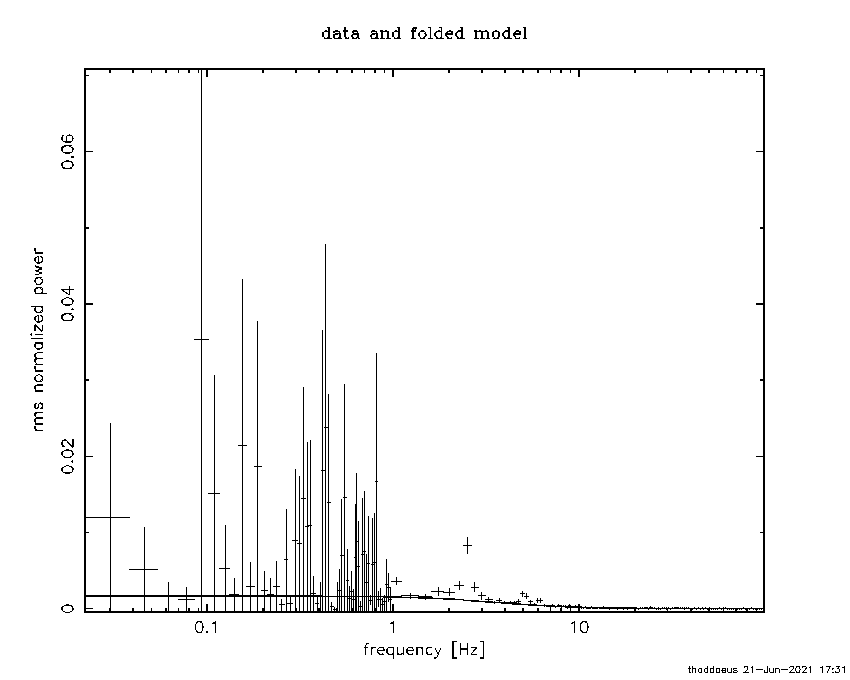 data and folded model
rms normalized power
0.06
0.04
0.02
0
0.1
1
10
frequency [Hz]
thaddaeus 21-Jun-2021 17:31